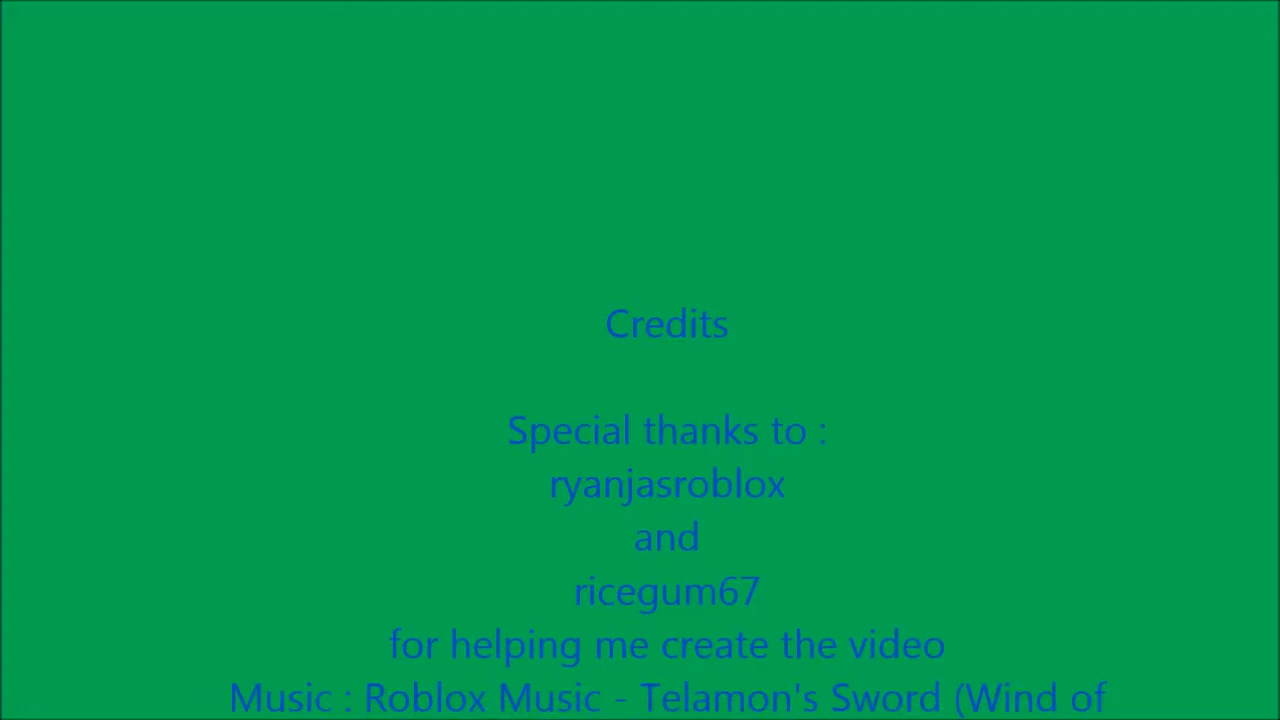 Credits
Special thanks to :
ryanjasroblox
and
ricegum67
for helping me create the video
Music : Roblox Music - Telamon's Sword (Wind of